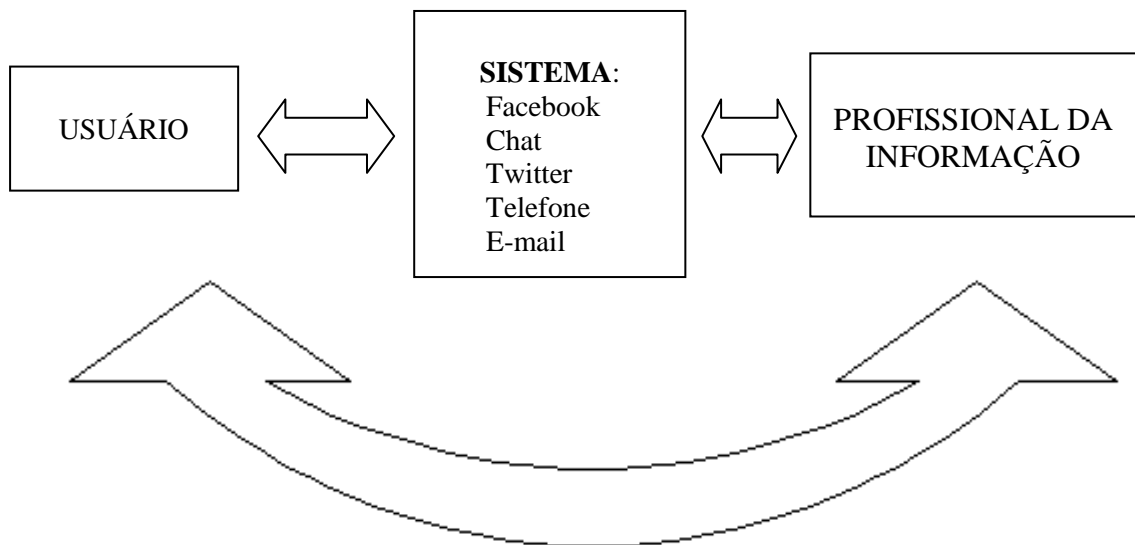 USUÁRIO
SISTEMA:
Facebook
Chat
Twitter
Telefone
E-mail
PROFISSIONAL DA
INFORMAÇÃO